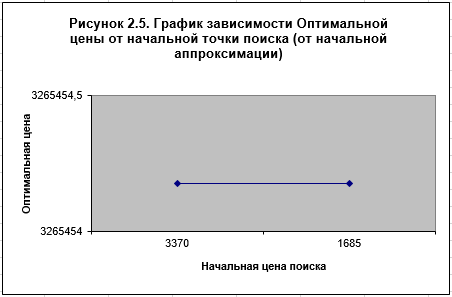 Рисунок 2.5. График зависимости Оптимальной
цены от начальной точки поиска (от начальной
аппроксимации)
3265454,5
Оптимальная цена
3265454
3370
1685
Начальная цена поиска